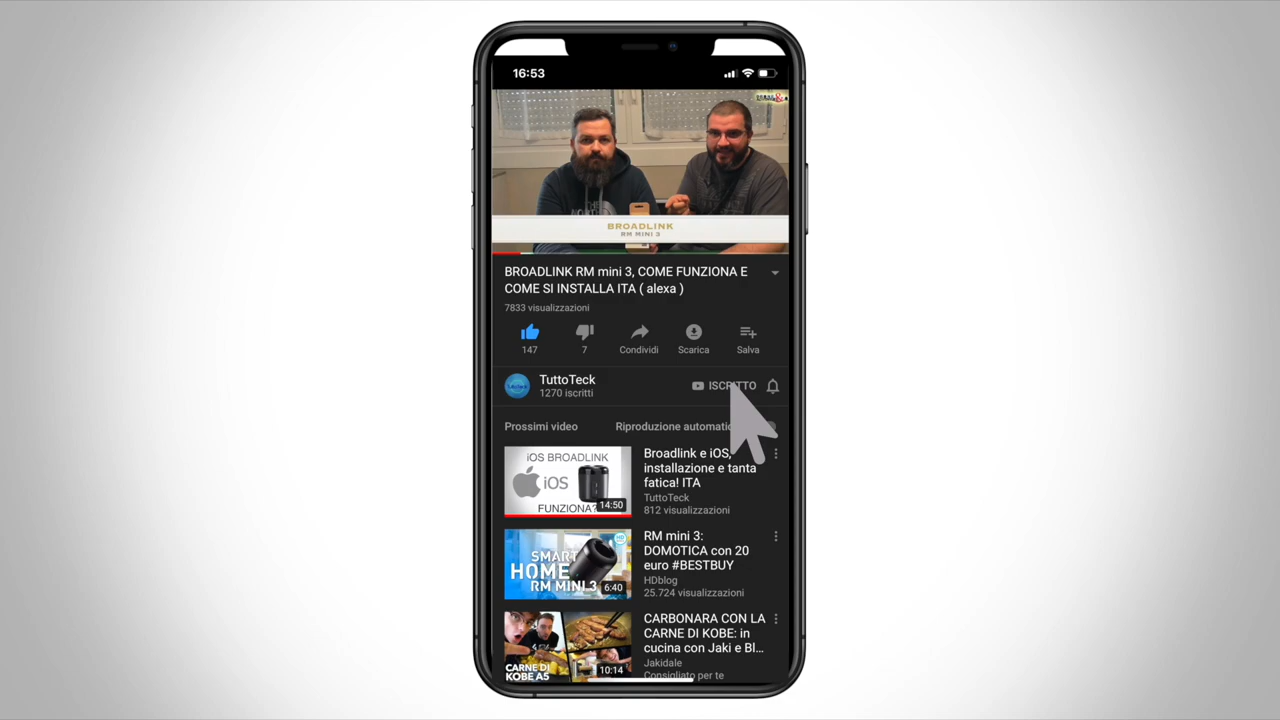 16:53
BROADLINK
RM MINI 3
BROADLINK RM mini 3, COME FUNZIONA E
COME SI INSTALLA ITA ( alexa )
7833 visualizzazioni
147
7
Condividi
Scarica
Salva
TuttoTeck
1270 iscritti
ISCRITTO
Prossimi video
Riproduzione automatic
iOS BROADLINK
iOS
FUNZIONA?
14:50
Broadlink e iOS,
installazione e tanta
fatica! ITA
TuttoTeck
812 visualizzazioni
SMART
HOME
RM MINI 3
HD
6:40
RM mini 3:
DOMOTICA con 20
euro #BESTBUY
HDblog
25.724 visualizzazioni
CARNE DI
KOBE A5
10:14
CARBONARA CON LA
CARNE DI KOBE: in
cucina con Jaki e Bl...
Jakidale
Consigliato per te